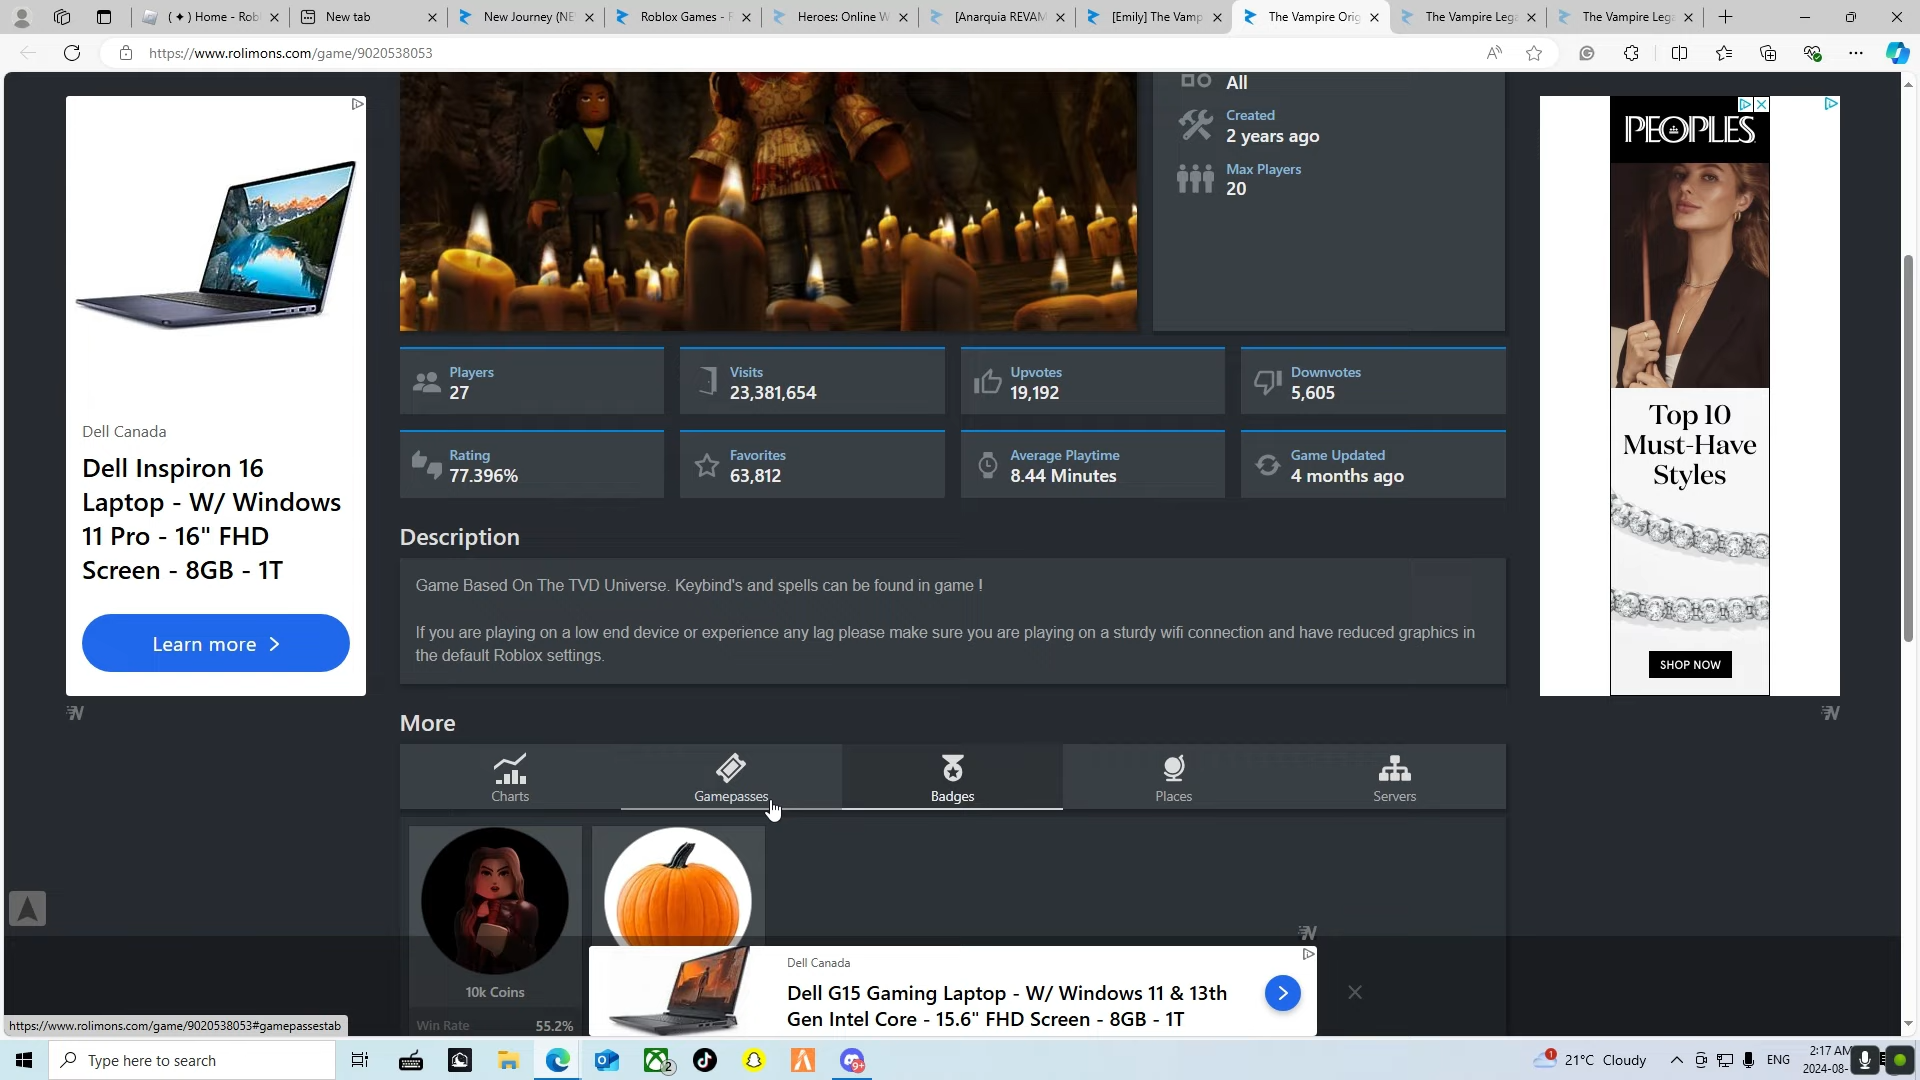 ( ✦ ) Home - Rob
New tab
New Journey (NE
Roblox Games - F
Heroes: Online W
[Anarquia REVAM
[Emily] The Vamp
The Vampire Orig
The Vampire Lega
The Vampire Lega
https://www.rolimons.com/game/9020538053
All
Created
2 years ago
Max Players
20
Players
27
Visits
23,381,654
Upvotes
19,192
Downvotes
5,605
Rating
77.396%
Favorites
63,812
Average Playtime
8.44 Minutes
Game Updated
4 months ago
Description
Game Based On The TVD Universe. Keybind's and spells can be found in game !
If you are playing on a low end device or experience any lag please make sure you are playing on a sturdy wifi connection and have reduced graphics in
the default Roblox settings.
More
Charts
Gamepasses
Badges
Places
Servers
10k Coins
Win Rate 55.2%
Dell Canada
Dell Inspiron 16
Laptop - W/ Windows
11 Pro - 16" FHD
Screen - 8GB - 1T
Learn more >
PEOPLES
Top 10
Must-Have
Styles
SHOP NOW
Dell Canada
Dell G15 Gaming Laptop - W/ Windows 11 & 13th
Gen Intel Core - 15.6" FHD Screen - 8GB - 1T
https://www.rolimons.com/game/9020538053#gamepassestab
Type here to search
2
9+
1
21°C Cloudy
ENG
2:17 AM
2024-08-